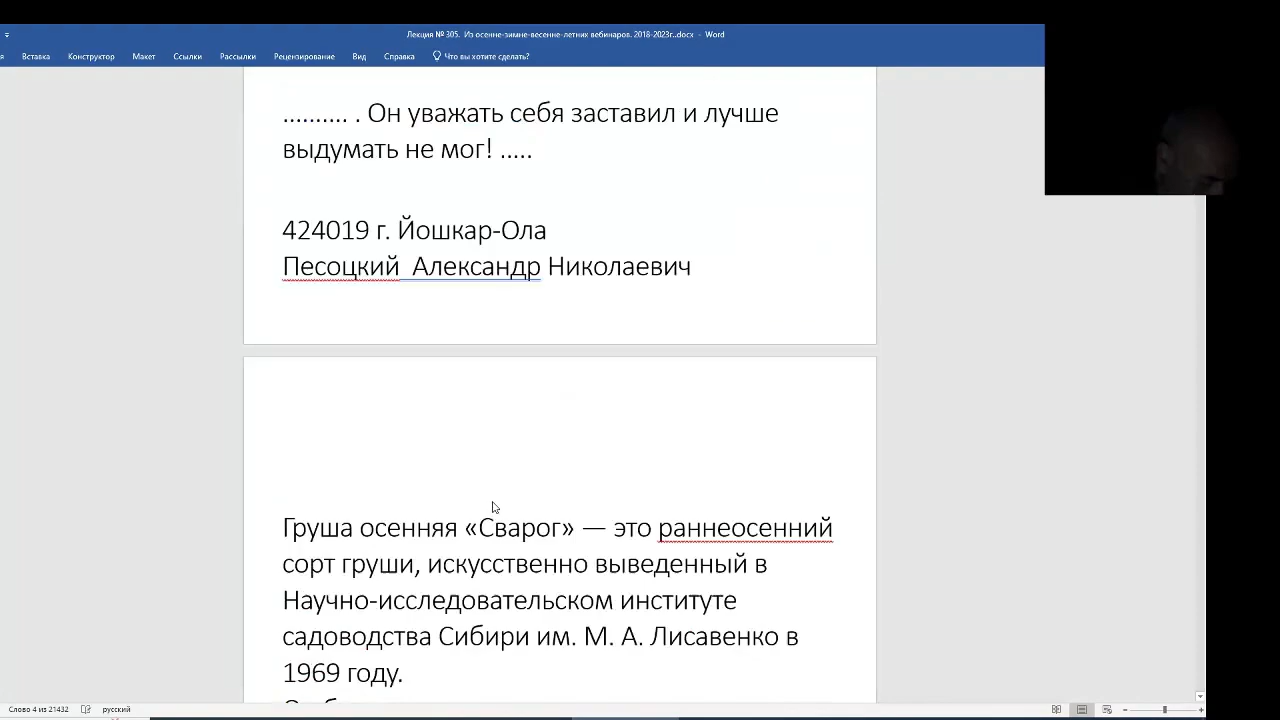 Лекция № 305. Из осенне-зимне-весенне-летних вебинаров. 2018-2023г..docx - Word
Вставка Конструктор Макет Ссылки Рассылки Рецензирование Вид Справка Что вы хотите сделать?
.......... . Он уважать себя заставил и лучше
выдумать не мог! .....
424019 г. Йошкар-Ола
Песоцкий Александр Николаевич
Груша осенняя «Сварог» — это раннеосенний
сорт груши, искусственно выведенный в
Научно-исследовательском институте
садоводства Сибири им. М. А. Лисавенко в
1969 году.
Слово 4 из 21432 русский